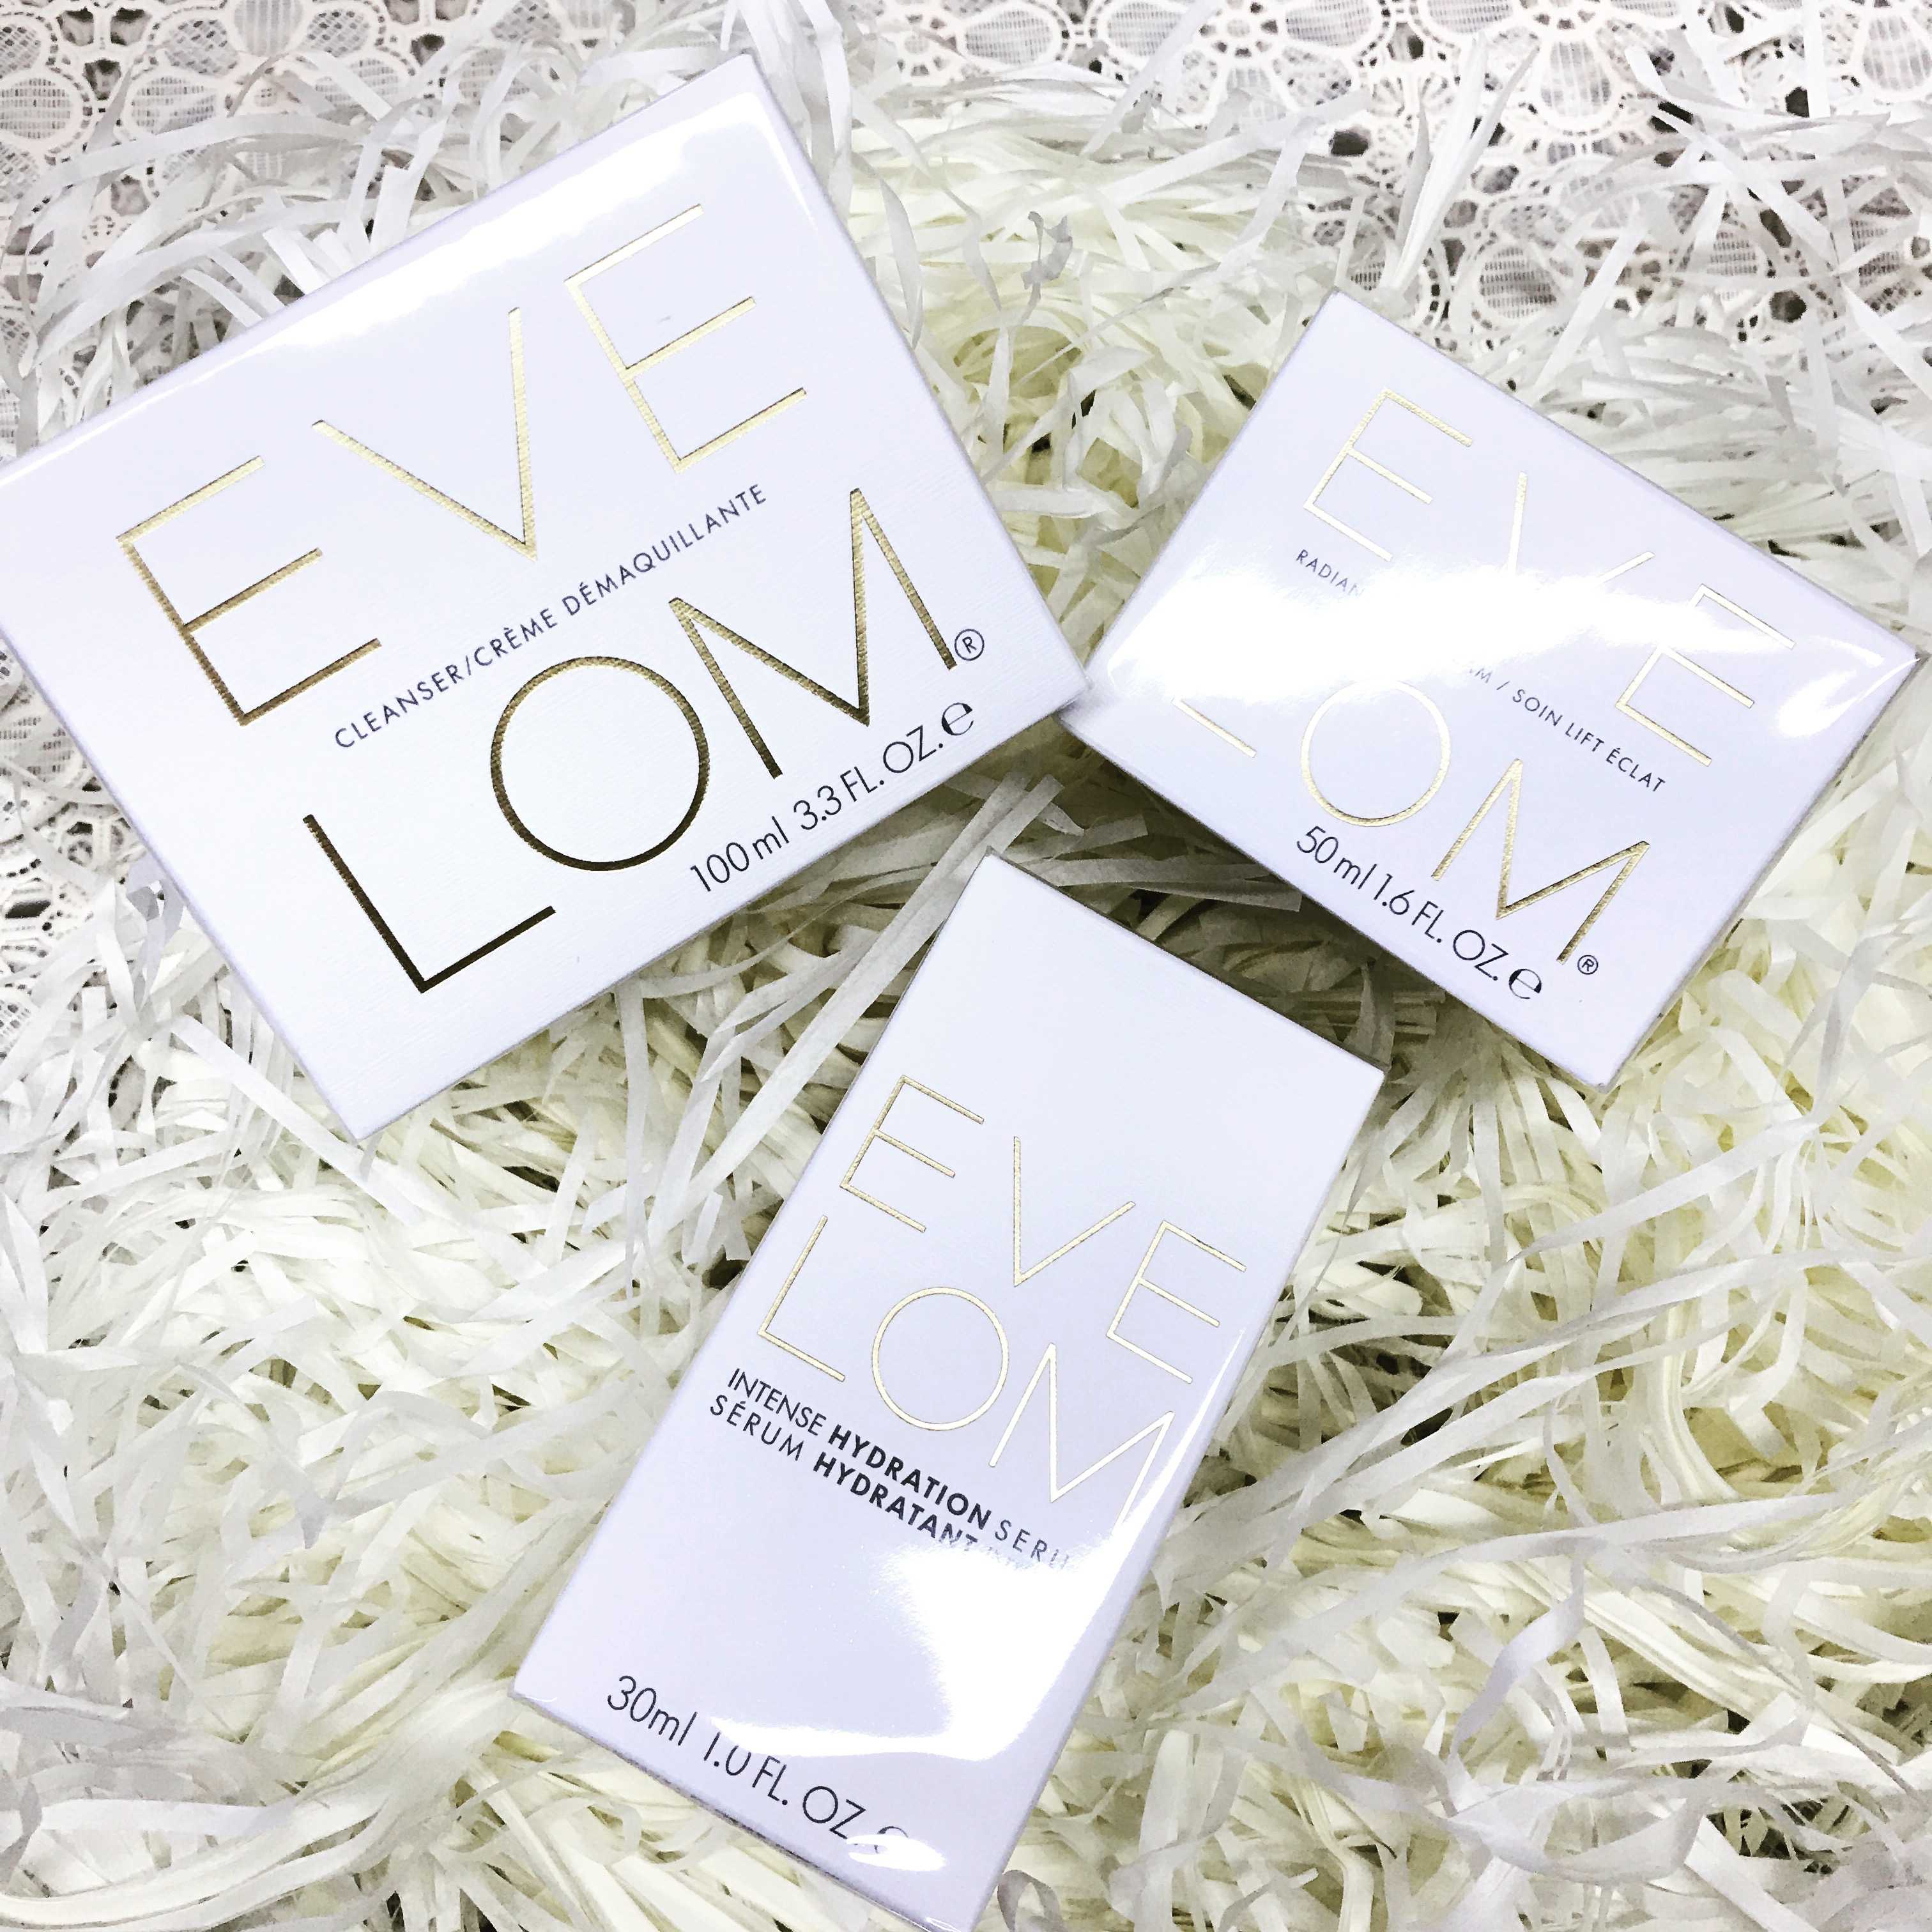 EVE
CLEANSER/CRÈME DÉMAQUILLANTE
LOM®
100ml 3.3 FL. OZ. e
EVE
/ SOIN LIFT ÉCLAT
LOM®
50ml 1.6 FL. OZ. e
EVE
LOM
INTENSE HYDRATION SERUM
SÉRUM HYDRATANT
30ml 1.0 FL. OZ. e